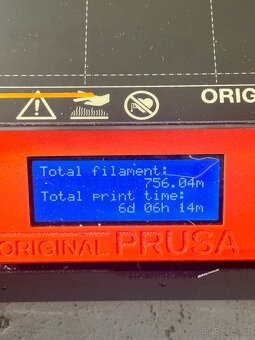 ORIG
Total filament:
756.04m
Total print time:
6d 06h 14m
ORIGINAL PRUSA